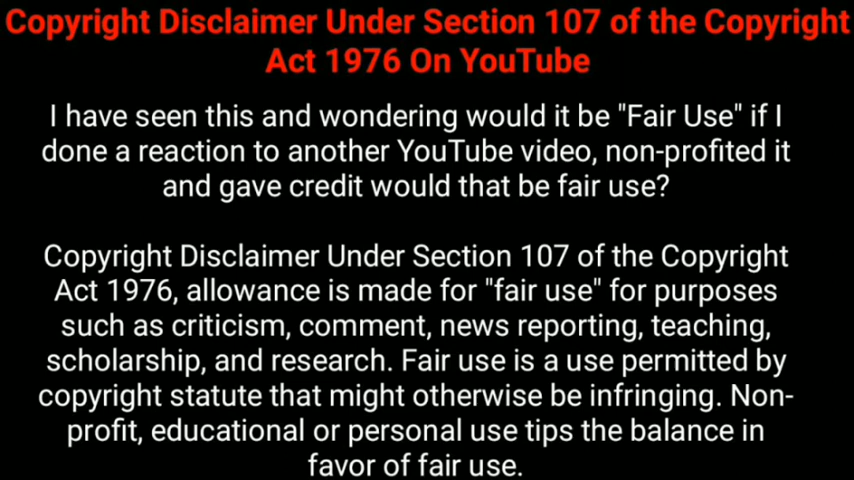 Copyright Disclaimer Under Section 107 of the Copyright
Act 1976 On YouTube
I have seen this and wondering would it be "Fair Use" if I
done a reaction to another YouTube video, non-profited it
and gave credit would that be fair use?
Copyright Disclaimer Under Section 107 of the Copyright
Act 1976, allowance is made for "fair use" for purposes
such as criticism, comment, news reporting, teaching,
scholarship, and research. Fair use is a use permitted by
copyright statute that might otherwise be infringing. Non-
profit, educational or personal use tips the balance in
favor of fair use.